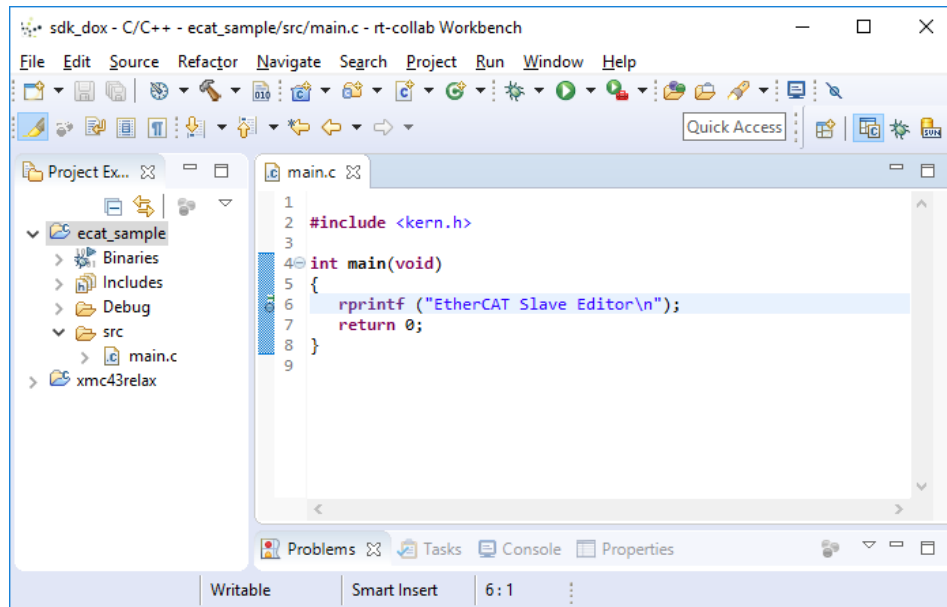 sdk_dox - C/C++ - ecat_sample/src/main.c - rt-collab Workbench
File Edit Source Refactor Navigate Search Project Run Window Help
010
Quick Access
SVN
Project Ex...
main.c
ecat_sample
Binaries
Includes
Debug
src
main.c
xmc43relax
1
2 #include <kern.h>
3
4 int main(void)
5 {
6 rprintf ("EtherCAT Slave Editor\n");
7 return 0;
8 }
9
Problems Tasks Console Properties
Writable Smart Insert 6 : 1